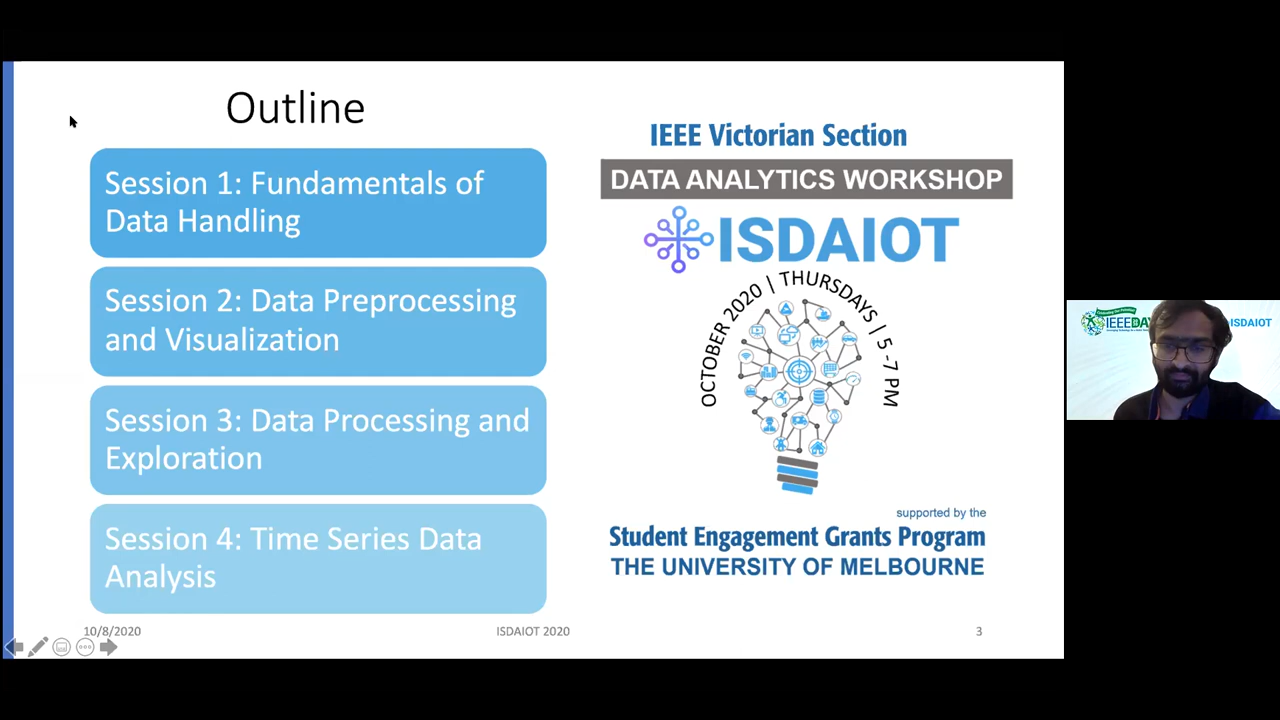 Outline
Session 1: Fundamentals of
Data Handling
Session 2: Data Preprocessing
and Visualization
Session 3: Data Processing and
Exploration
Session 4: Time Series Data
Analysis
IEEE Victorian Section
DATA ANALYTICS WORKSHOP
ISDAIOT
OCTOBER 2020 | THURSDAYS | 5 -7 PM
supported by the
Student Engagement Grants Program
THE UNIVERSITY OF MELBOURNE
10/8/2020
ISDAIOT 2020
3
ISDAIOT